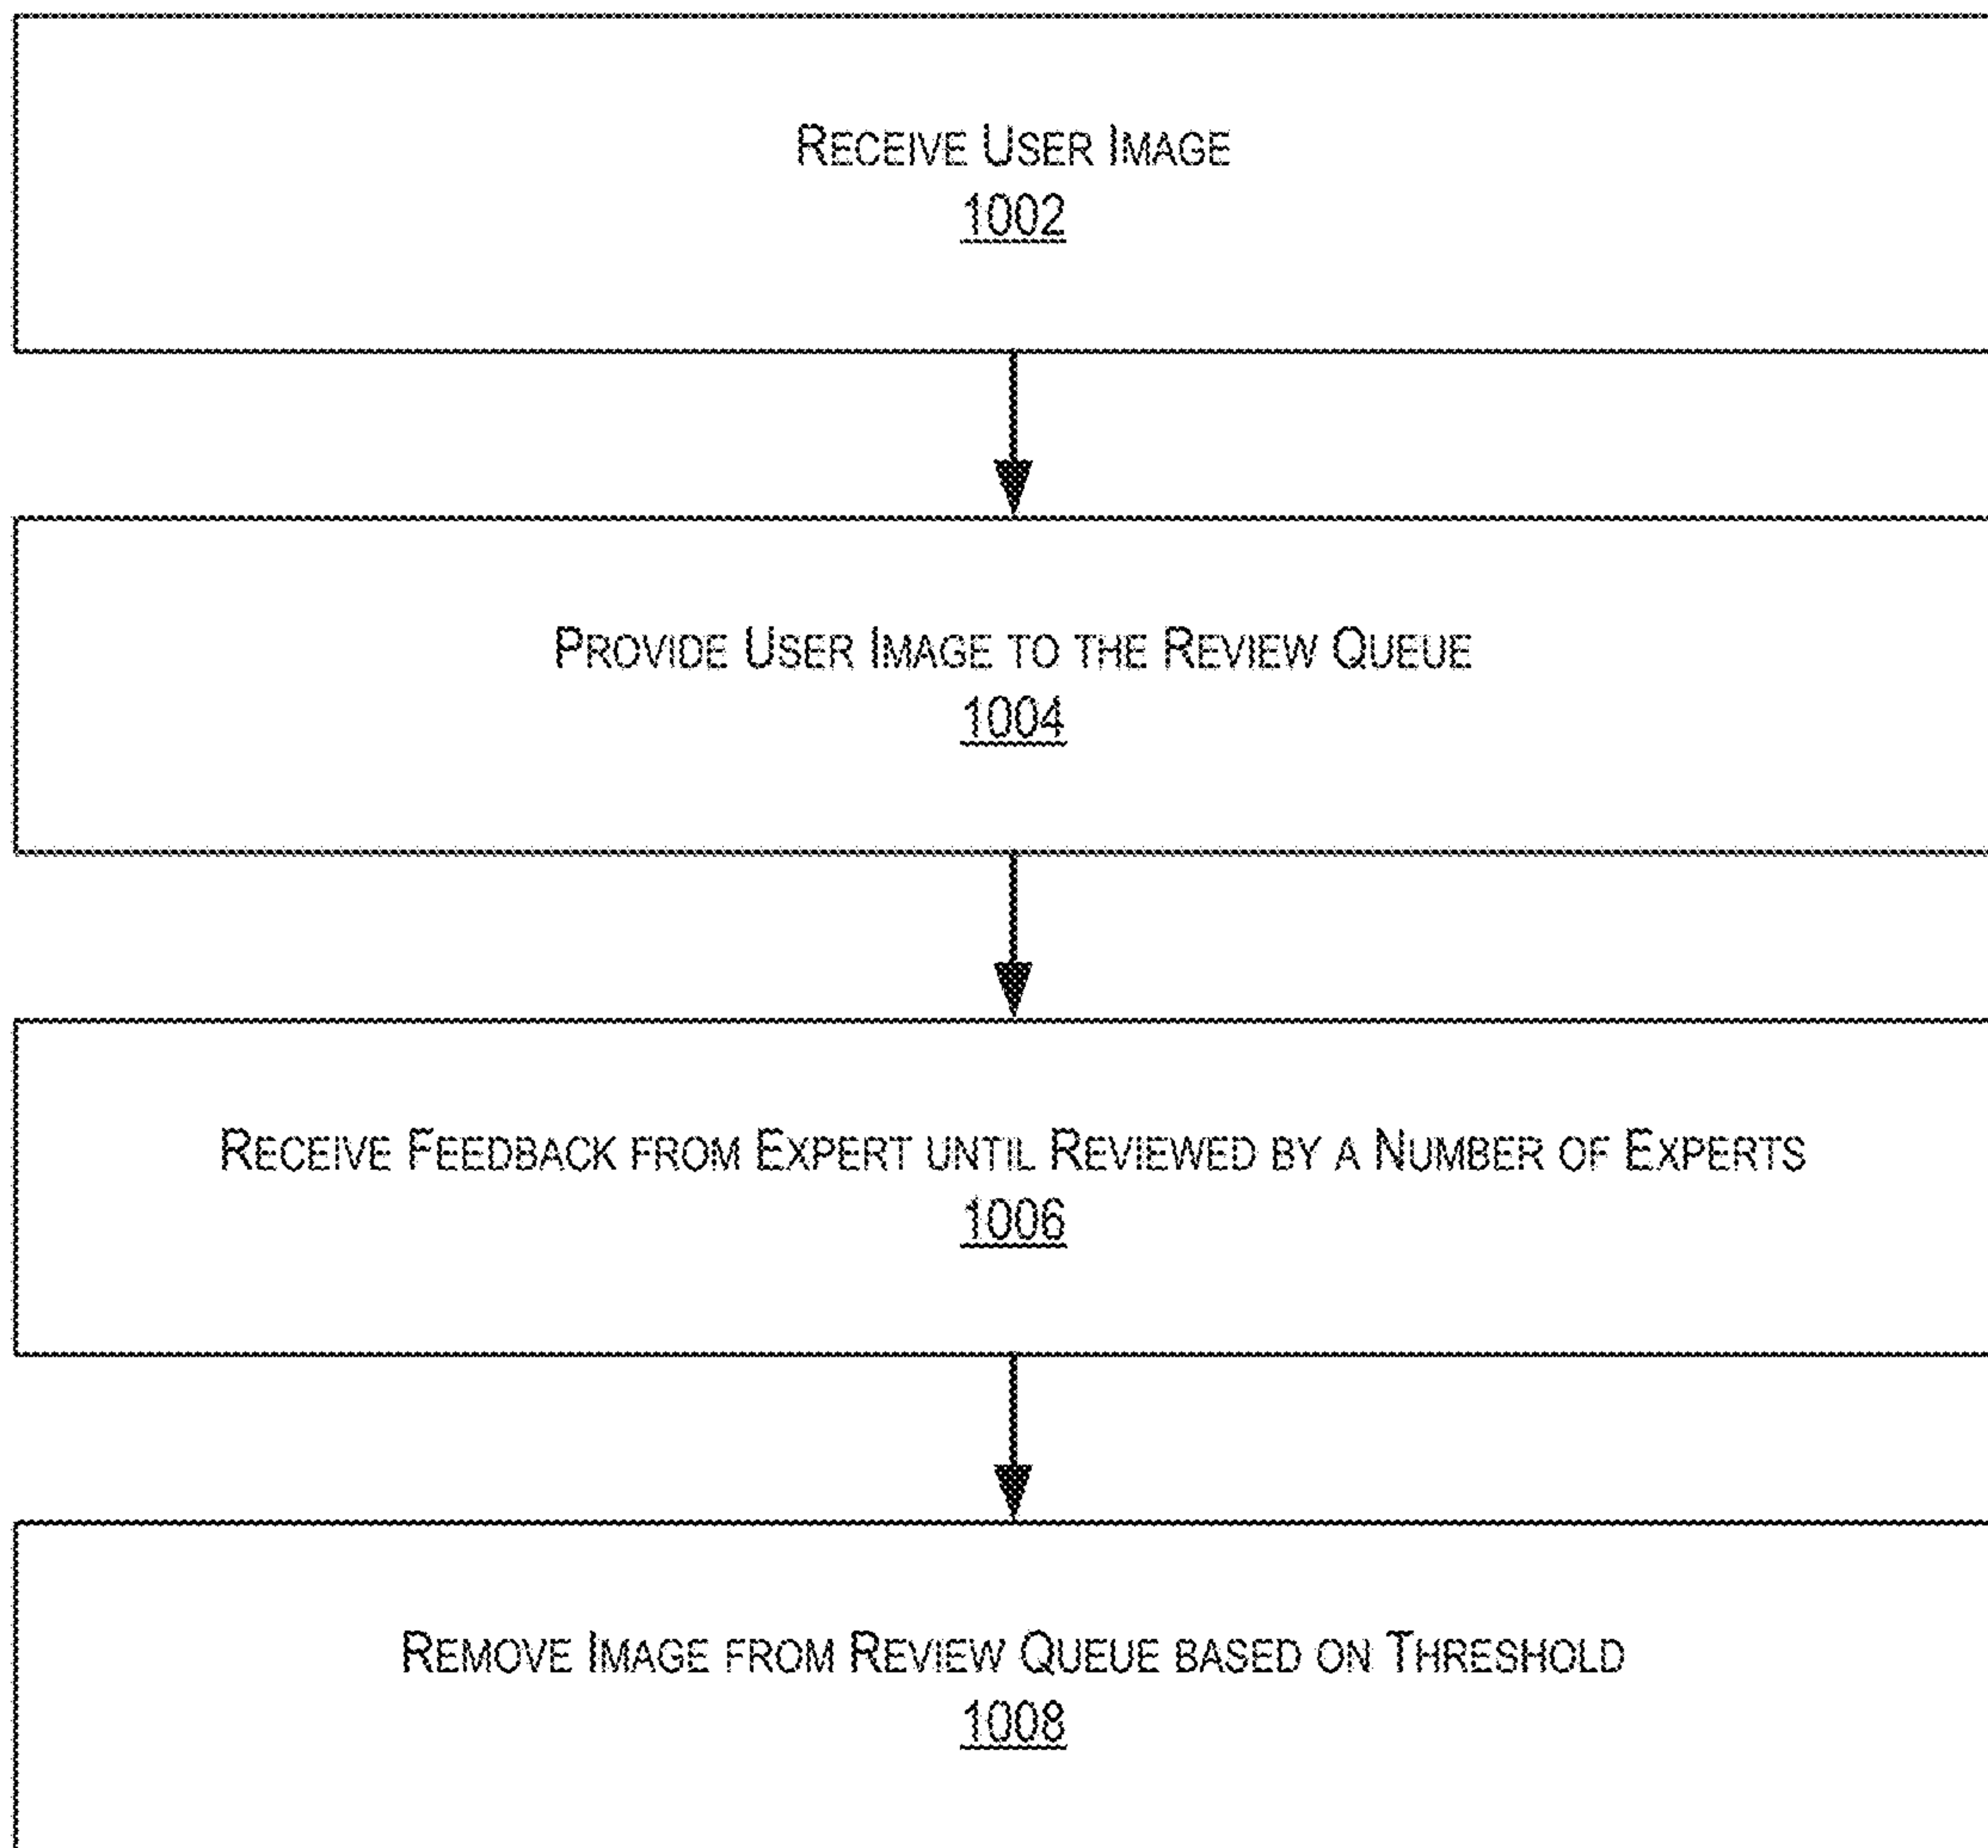 RECEIVE USER IMAGE
1002
PROVIDE USER IMAGE TO THE REVIEW QUEUE
1004
RECEIVE FEEDBACK FROM EXPERT UNTIL REVIEWED BY A NUMBER OF EXPERTS
1006
REMOVE IMAGE FROM REVIEW QUEUE BASED ON THRESHOLD
1008